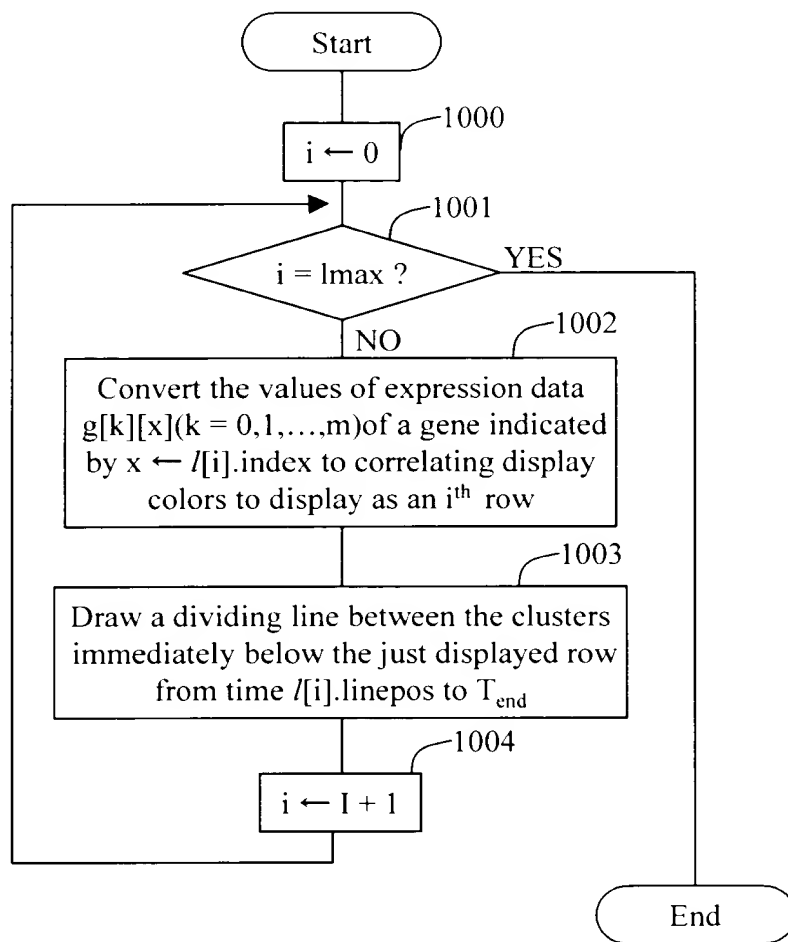 Start
1000
i ← 0
1001
i = lmax ?
YES
NO
1002
Convert the values of expression data
g[k][x](k = 0,1,...,m)of a gene indicated
by x ← l[i].index to correlating display
colors to display as an i^th row
1003
Draw a dividing line between the clusters
immediately below the just displayed row
from time l[i].linepos to T_end
1004
i ← I + 1
End